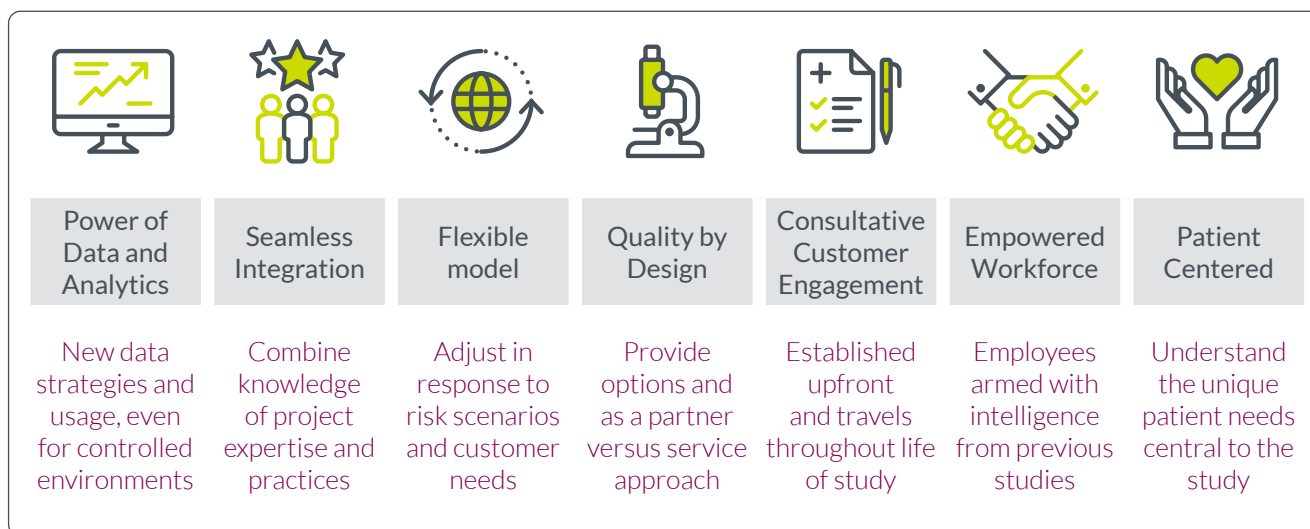 Power of
Data and
Analytics
New data
strategies and
usage, even
for controlled
environments
Seamless
Integration
Combine
knowledge
of project
expertise and
practices
Flexible
model
Adjust in
response to
risk scenarios
and customer
needs
Quality by
Design
Provide
options and
as a partner
versus service
approach
Consultative
Customer
Engagement
Established
upfront
and travels
throughout life
of study
Empowered
Workforce
Employees
armed with
intelligence
from previous
studies
Patient
Centered
Understand
the unique
patient needs
central to the
study